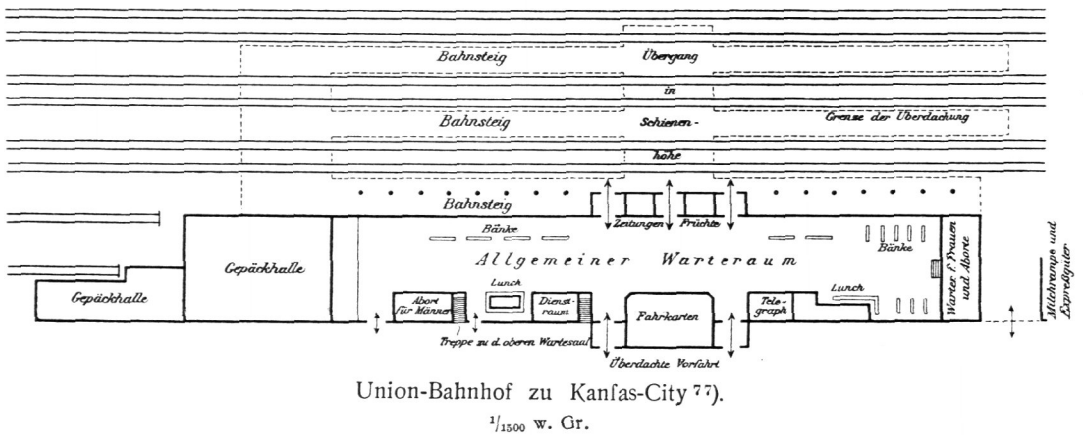 Bahnsteig Übergang
in
Bahnsteig Schienen- Grenze der Überdachung
höhe
Bahnsteig
Zeitungen Früchte
Bänke
Bänke
Allgemeiner Warteraum
Gepäckhalle
Gepäckhalle
Lunch
Lunch
Abort
für Männer
Dienst-
raum
Fahrkarten
Tele-
graph
Warter. f. Frauen
und Aborte
Milchrampe und
Expreßgüter
Treppe zu d. oberen Wartesaal
Überdachte Vorfahrt
Union-Bahnhof zu Kanſas-City 77).
1/1500 w. Gr.